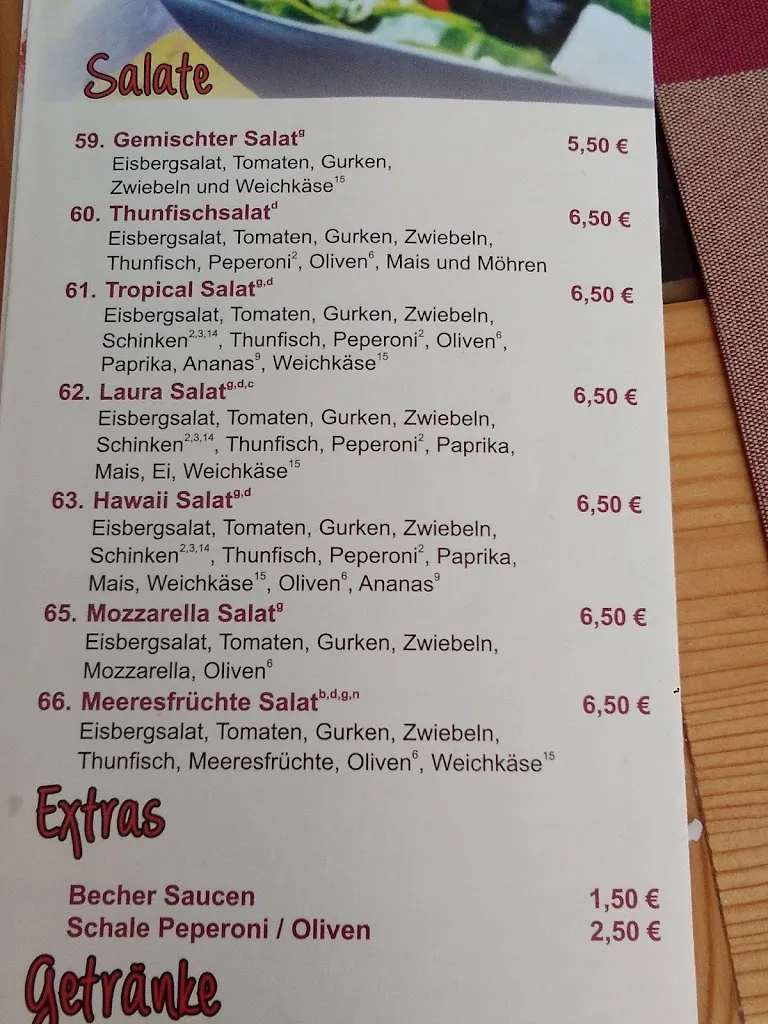 Salate
59. Gemischter Salatᵍ 5,50 €
Eisbergsalat, Tomaten, Gurken,
Zwiebeln und Weichkäse¹⁵
60. Thunfischsalatᵈ 6,50 €
Eisbergsalat, Tomaten, Gurken, Zwiebeln,
Thunfisch, Peperoni², Oliven⁶, Mais und Möhren
61. Tropical Salatᵍ,ᵈ 6,50 €
Eisbergsalat, Tomaten, Gurken, Zwiebeln,
Schinken²,³,¹⁴, Thunfisch, Peperoni², Oliven⁶,
Paprika, Ananas⁹, Weichkäse¹⁵
62. Laura Salatᵍ,ᵈ,ᶜ 6,50 €
Eisbergsalat, Tomaten, Gurken, Zwiebeln,
Schinken²,³,¹⁴, Thunfisch, Peperoni², Paprika,
Mais, Ei, Weichkäse¹⁵
63. Hawaii Salatᵍ,ᵈ 6,50 €
Eisbergsalat, Tomaten, Gurken, Zwiebeln,
Schinken²,³,¹⁴, Thunfisch, Peperoni², Paprika,
Mais, Weichkäse¹⁵, Oliven⁶, Ananas⁹
65. Mozzarella Salatᵍ 6,50 €
Eisbergsalat, Tomaten, Gurken, Zwiebeln,
Mozzarella, Oliven⁶
66. Meeresfrüchte Salatᵇ,ᵈ,ᵍ,ⁿ 6,50 €
Eisbergsalat, Tomaten, Gurken, Zwiebeln,
Thunfisch, Meeresfrüchte, Oliven⁶, Weichkäse¹⁵
Extras
Becher Saucen 1,50 €
Schale Peperoni / Oliven 2,50 €
Getränke